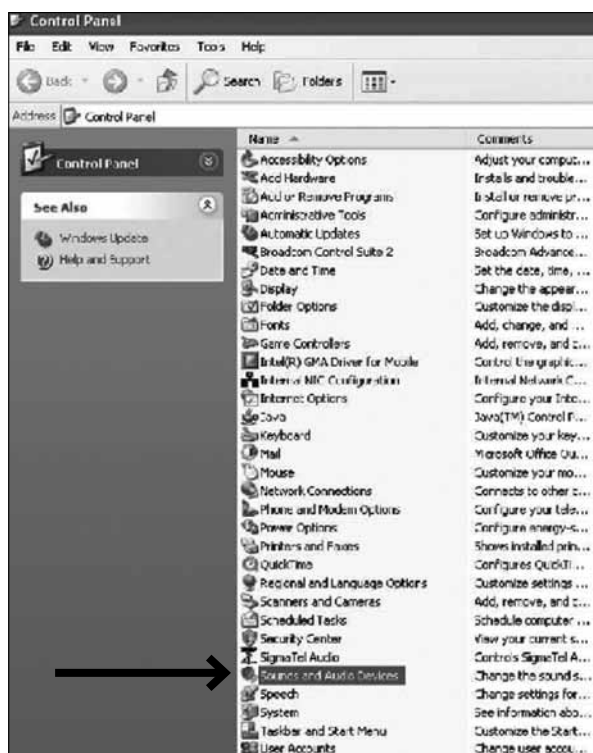 Control Panel
File Edit View Favorites Tools Help
Back Search Folders
Address Control Panel
Control Panel
See Also
Windows Update
Help and Support
Name Comments
Accessibility Options Adjust your comput...
Add Hardware Installs and trouble...
Add or Remove Programs Install or remove pr...
Administrative Tools Configure administr...
Automatic Updates Set up Windows to ...
Broadcom Control Suite 2 Broadcom Advance...
Date and Time Set the date, time, ...
Display Change the appear...
Folder Options Customize the displ...
Fonts Add, change, and ...
Game Controllers Add, remove, and c...
Intel(R) GMA Driver for Mobile Control the graphic...
Internal NIC Configuration Internal Network C...
Internet Options Configure your Inte...
Java Java(TM) Control P...
Keyboard Customize your key...
Mail Microsoft Office Ou...
Mouse Customize your mo...
Network Connections Connects to other c...
Phone and Modem Options Configure your tele...
Power Options Configure energy-s...
Printers and Faxes Shows installed prin...
QuickTime Configures QuickTi...
Regional and Language Options Customize settings ...
Scanners and Cameras Add, remove, and c...
Scheduled Tasks Schedule computer ...
Security Center View your current s...
SigmaTel Audio Controls SigmaTel A...
Sounds and Audio Devices Change the sound s...
Speech Change settings for...
System See information abo...
Taskbar and Start Menu Customize the Start...
User Accounts Change user accou...